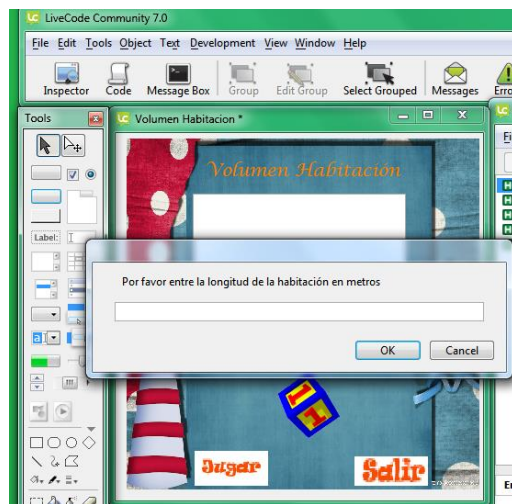 LiveCode Community 7.0
File Edit Tools Object Text Development View Window Help
Inspector Code Message Box Group Edit Group Select Grouped Messages
Tools
Volumen Habitacion *
Volumen Habitación
Label:
Por favor entre la longitud de la habitación en metros
OK Cancel
1
1
Jugar Salir